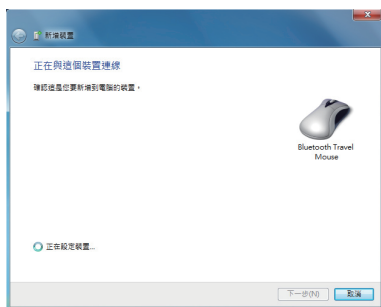 新增裝置
正在與這個裝置連線
確認這是您要新增到電腦的裝置。
Bluetooth Travel
Mouse
正在設定裝置...
下一步(N)
取消